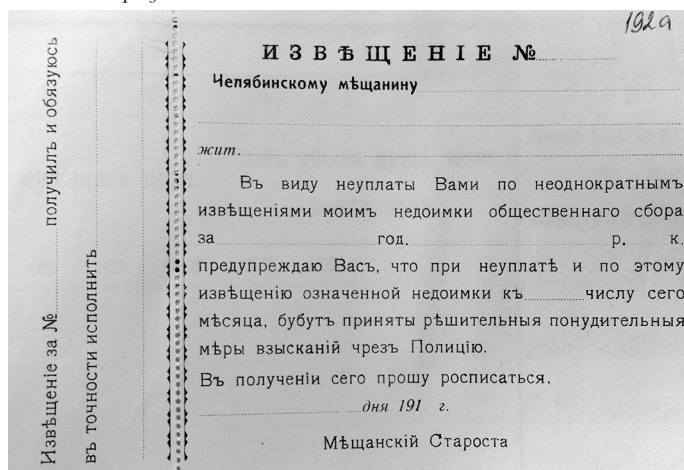 192а
ИЗВѢЩЕНІЕ №
Челябинскому мѣщанину
жит.
Въ виду неуплаты Вами по неоднократнымъ
извѣщеніями моимъ недоимки общественнаго сбора
за год. р. к.
предупреждаю Васъ, что при неуплатѣ и по этому
извѣщенію означенной недоимки къ числу сего
мѣсяца, бубутъ приняты рѣшительныя понудительныя
мѣры взысканій чрезъ Полицію.
Въ полученіи сего прошу росписаться.
дня 191 г.
Мѣщанскій Староста
Извѣщеніе за № получилъ и обязуюсь
въ точности исполнить